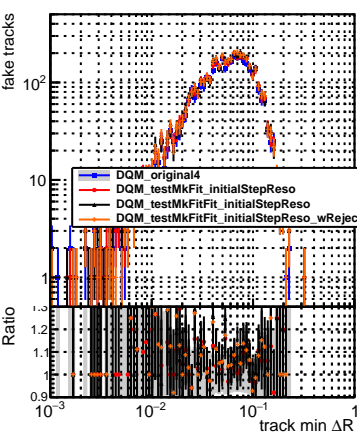 fake tracks
10²
10
1
DQM_original4
DQM_testMkFit_initialStepReso
DQM_testMkFitFit_initialStepReso
DQM_testMkFitFit_initialStepReso_wRejec
Ratio
1.3
1.2
1.1
1.0
0.9
10⁻³
10⁻²
10⁻¹
1
track min ΔR